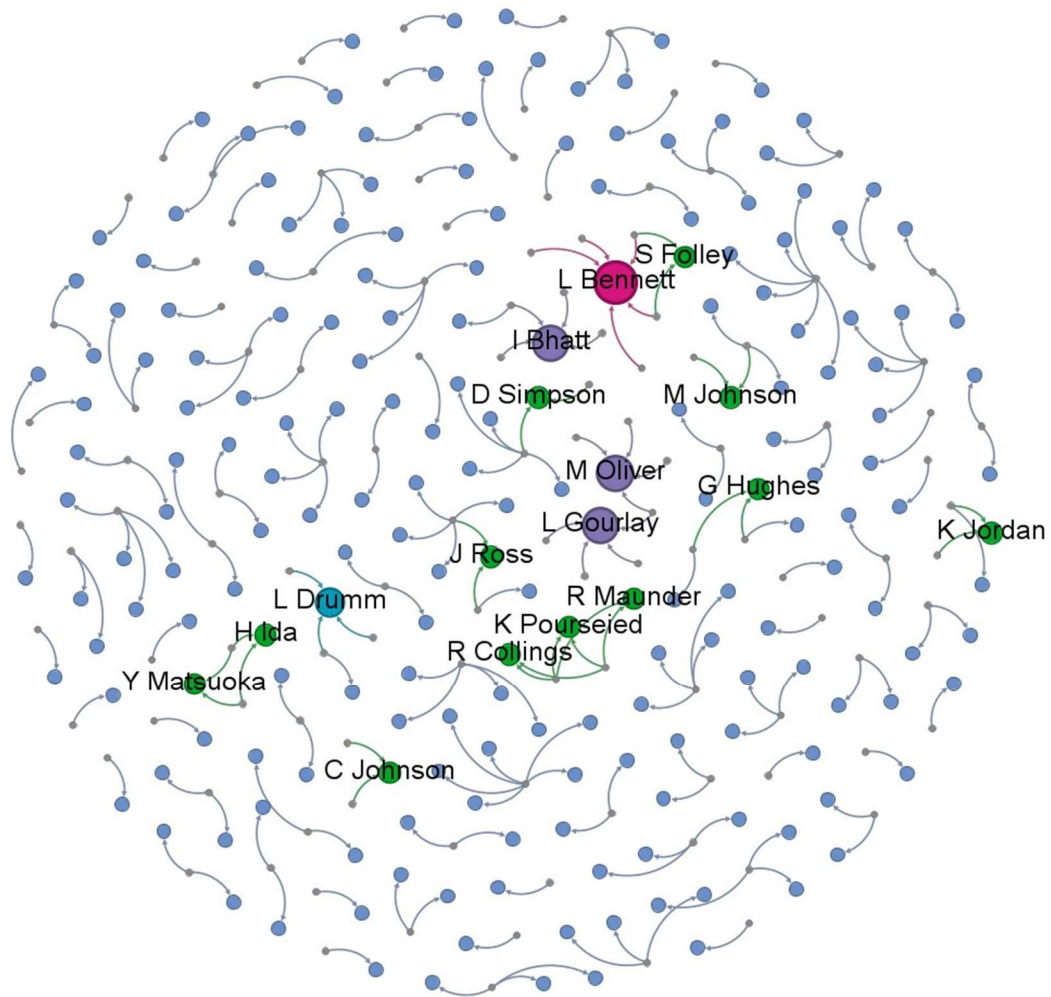 S Folley
L Bennett
I Bhatt
D Simpson
M Johnson
M Oliver
G Hughes
L Gourlay
K Jordan
J Ross
L Drumm
R Maunder
K Pourseied
H Ida
R Collings
Y Matsuoka
C Johnson